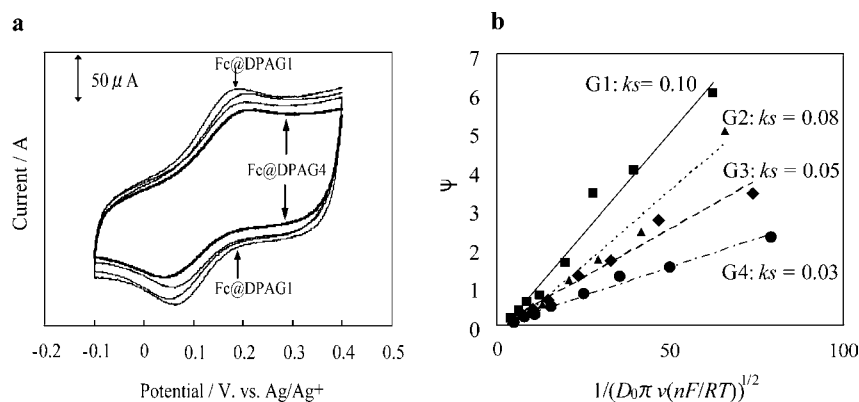 a
50 μ A
Fc@DPAG1
Fc@DPAG4
Fc@DPAG1
Current / A
-0.2 -0.1 0 0.1 0.2 0.3 0.4 0.5
Potential / V. vs. Ag/Ag+
b
7
6
5
4
3
2
1
0
Ψ
G1: ks= 0.10
G2: ks = 0.08
G3: ks = 0.05
G4: ks = 0.03
0 50 100
1/(D₀π ν(nF/RT))^1/2